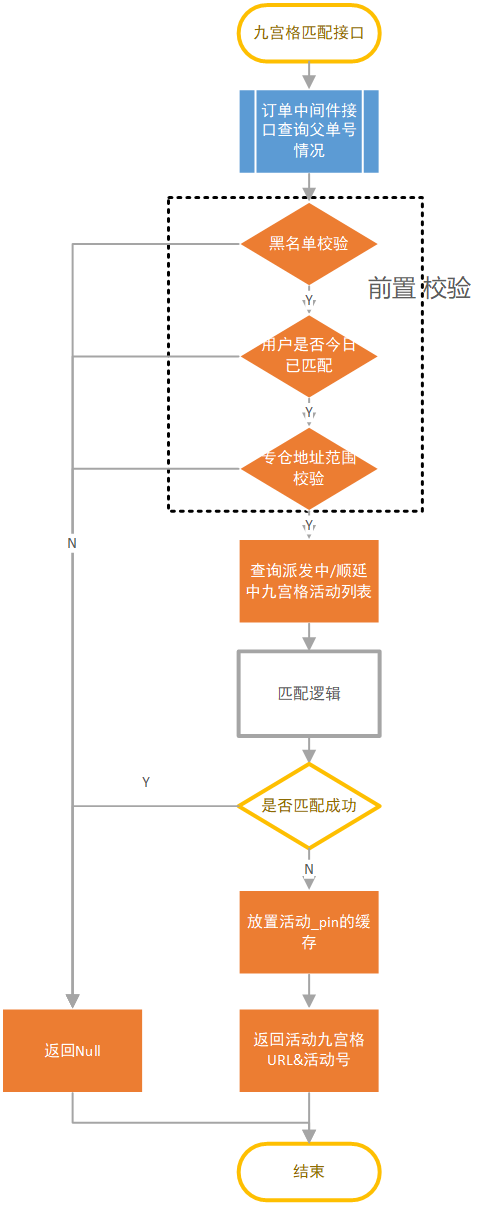 九宫格匹配接口
订单中间件接
口查询父单号
情况
黑名单校验
前置 校验
Y
用户是否今日
已匹配
Y
专仓地址范围
校验
Y
N
查询派发中/顺延
中九宫格活动列表
匹配逻辑
Y
是否匹配成功
N
放置活动_pin的缓
存
返回Null
返回活动九宫格
URL&活动号
结束